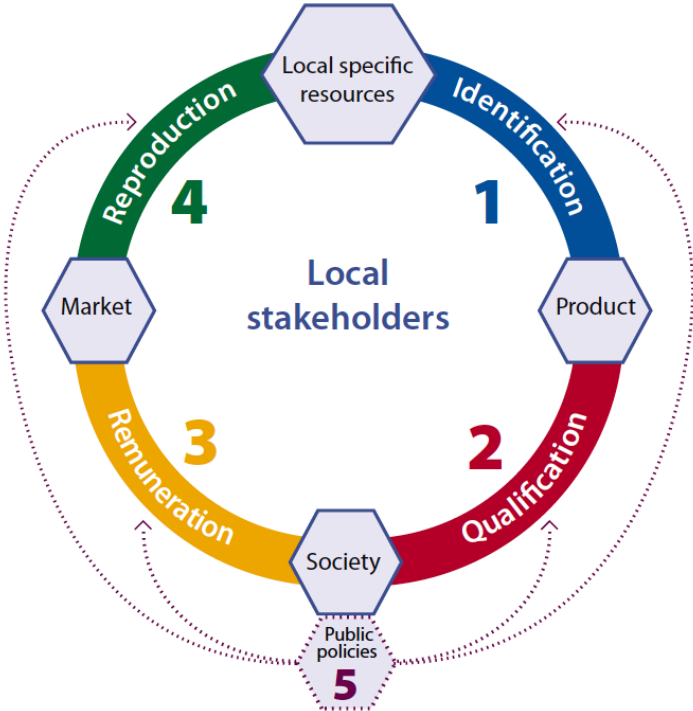 Local specific
resources
Identification
1
Product
2
Qualification
Society
3
Remuneration
Market
4
Reproduction
Local
stakeholders
Public
policies
5